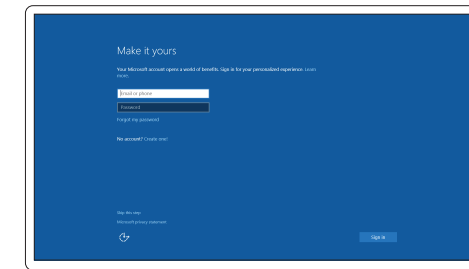 Make it yours
Your Microsoft account opens a world of benefits. Sign in for your personalized experience. Learn
more.
Email or phone
Password
Forgot my password
No account? Create one!
Skip this step
Microsoft privacy statement
Sign in